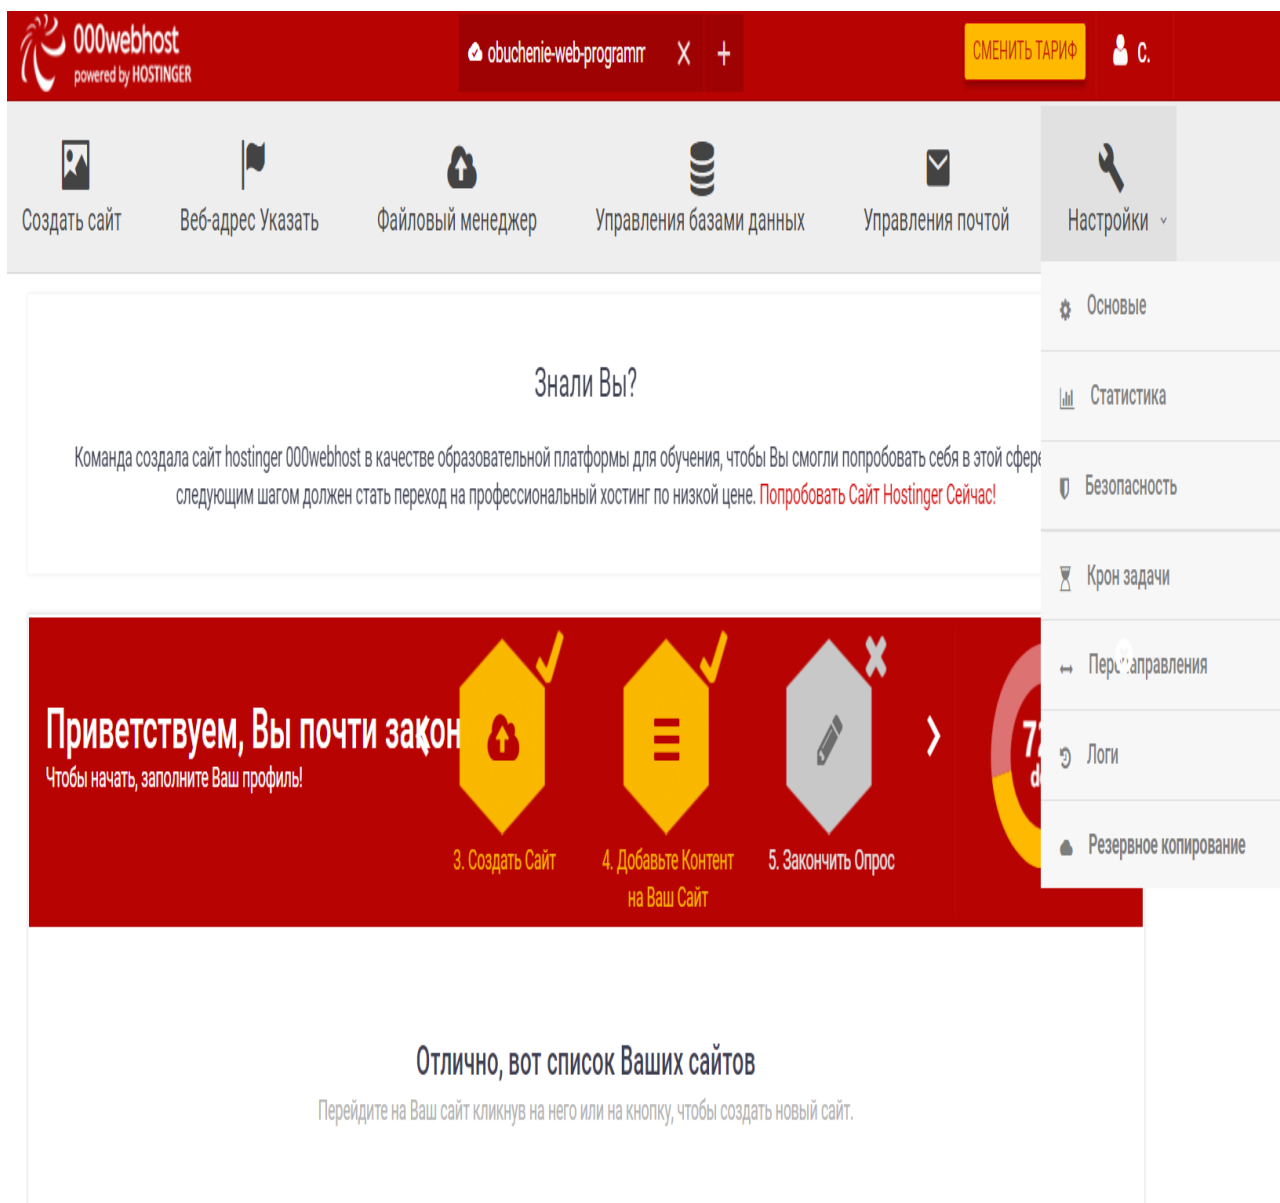 000webhost
powered by HOSTINGER
obuchenie-web-programm
СМЕНИТЬ ТАРИФ
С.
Создать сайт
Веб-адрес Указать
Файловый менеджер
Управления базами данных
Управления почтой
Настройки
Основые
Статистика
Безопасность
Крон задачи
Перенаправления
Логи
Резервное копирование
Знали Вы?
Команда создала сайт hostinger 000webhost в качестве образовательной платформы для обучения, чтобы Вы смогли попробовать себя в этой сфере
следующим шагом должен стать переход на профессиональный хостинг по низкой цене. Попробовать Сайт Hostinger Сейчас!
Приветствуем, Вы почти закон
Чтобы начать, заполните Ваш профиль!
3. Создать Сайт
4. Добавьте Контент
на Ваш Сайт
5. Закончить Опрос
Отлично, вот список Ваших сайтов
Перейдите на Ваш сайт кликнув на него или на кнопку, чтобы создать новый сайт.